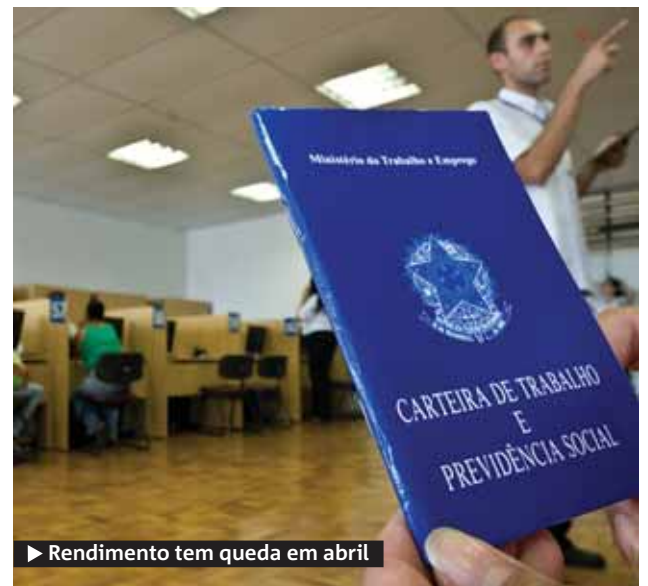 Ministério do Trabalho e Emprego
CARTEIRA DE TRABALHO
E
PREVIDÊNCIA SOCIAL
▶ Rendimento tem queda em abril